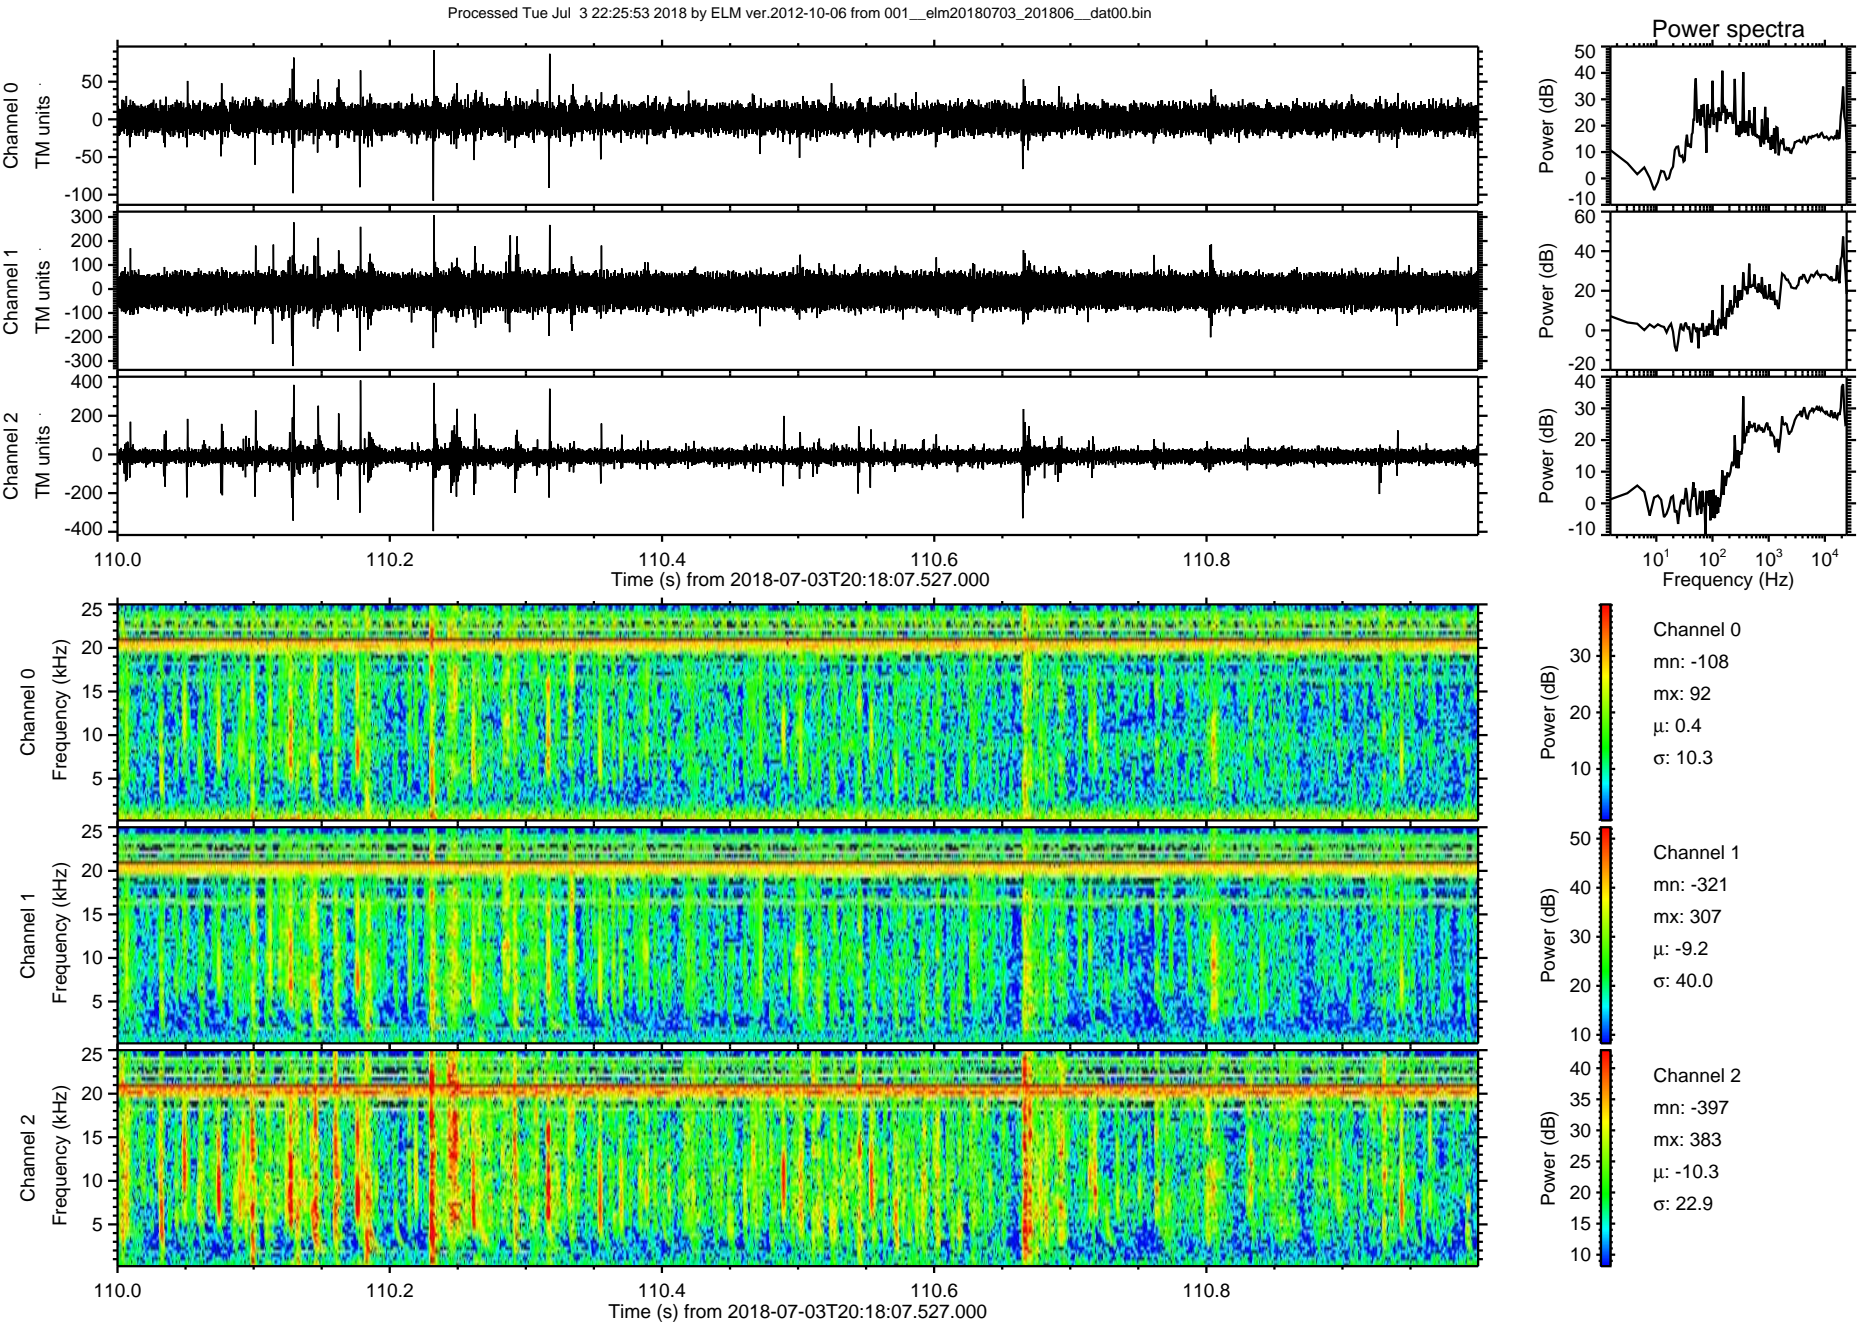 Processed Tue Jul  3 22:25:53 2018 by ELM ver.2012-10-06 from 001__elm20180703_201806__dat00.bin
Power spectra
Channel 0
TM units
50
0
-50
-100
Power (dB)
50
40
30
20
10
0
-10
Channel 1
TM units
300
200
100
0
-100
-200
-300
Power (dB)
60
40
20
0
-20
Channel 2
TM units
400
200
0
-200
-400
Power (dB)
40
30
20
10
0
-10
110.0 110.2 110.4 110.6 110.8
Time (s) from 2018-07-03T20:18:07.527.000
10¹ 10² 10³ 10⁴
Frequency (Hz)
Channel 0
Frequency (kHz)
25
20
15
10
5
Power (dB)
30
20
10
Channel 0
mn: -108
mx: 92
μ: 0.4
σ: 10.3
Channel 1
Frequency (kHz)
25
20
15
10
5
Power (dB)
50
40
30
20
10
Channel 1
mn: -321
mx: 307
μ: -9.2
σ: 40.0
Channel 2
Frequency (kHz)
25
20
15
10
5
Power (dB)
40
35
30
25
20
15
10
Channel 2
mn: -397
mx: 383
μ: -10.3
σ: 22.9
110.0 110.2 110.4 110.6 110.8
Time (s) from 2018-07-03T20:18:07.527.000